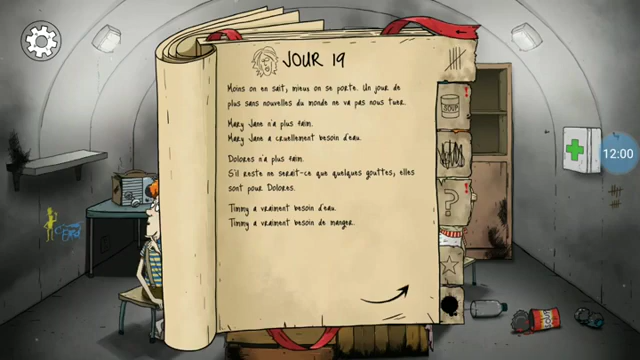 JOUR 19
Moins on en sait, mieux on se porte. Un jour de
plus sans nouvelles du monde ne va pas nous tuer.
Mary Jane n'a plus faim.
Mary Jane a cruellement besoin d'eau.
Dolores n'a plus faim.
S'il reste ne serait-ce que quelques gouttes, elles
sont pour Dolores.
Timmy a vraiment besoin d'eau.
Timmy a vraiment besoin de manger.
SOUP
!
!
?
12:00